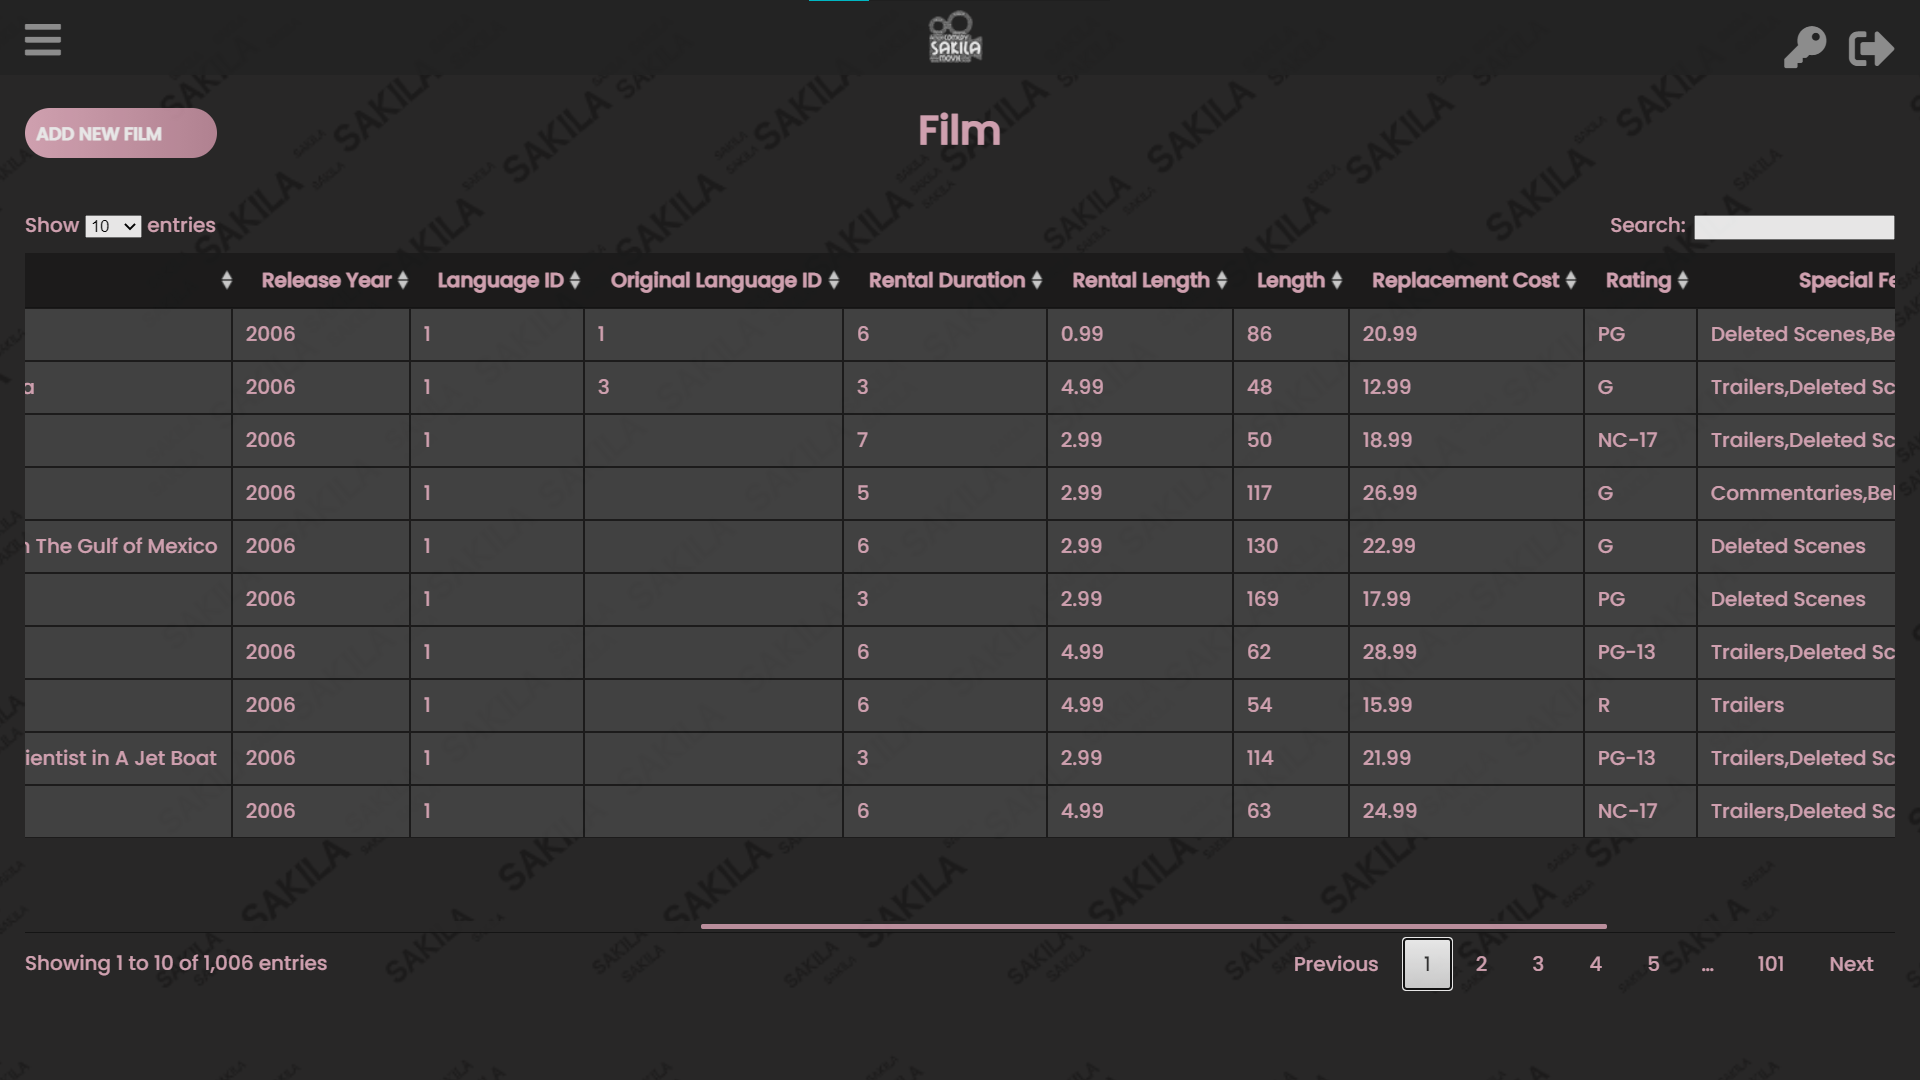 SAKILA
ADD NEW FILM
Film
Show 10 entries
Search:
Release Year Language ID Original Language ID Rental Duration Rental Length Length Replacement Cost Rating Special Fe
2006 1 1 6 0.99 86 20.99 PG Deleted Scenes,Be
a 2006 1 3 3 4.99 48 12.99 G Trailers,Deleted Sc
2006 1 7 2.99 50 18.99 NC-17 Trailers,Deleted Sc
2006 1 5 2.99 117 26.99 G Commentaries,Be
The Gulf of Mexico 2006 1 6 2.99 130 22.99 G Deleted Scenes
2006 1 3 2.99 169 17.99 PG Deleted Scenes
2006 1 6 4.99 62 28.99 PG-13 Trailers,Deleted Sc
2006 1 6 4.99 54 15.99 R Trailers
ientist in A Jet Boat 2006 1 3 2.99 114 21.99 PG-13 Trailers,Deleted Sc
2006 1 6 4.99 63 24.99 NC-17 Trailers,Deleted Sc
Showing 1 to 10 of 1,006 entries
Previous 1 2 3 4 5 … 101 Next